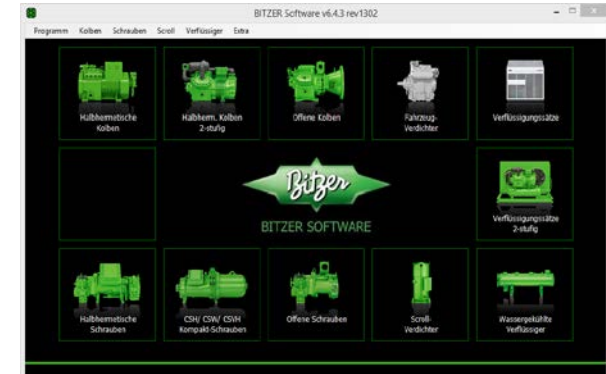 BITZER Software v6.4.3 rev1302
Programm Kolben Schrauben Scroll Verflüssiger Extra
Halbhermetische
Kolben
Halbherm. Kolben
2-stufig
Offene Kolben
Fahrzeug-
Verdichter
Verflüssigungssätze
Bitzer
BITZER SOFTWARE
Verflüssigungssätze
2-stufig
Halbhermetische
Schrauben
CSH/ CSW/ CSVH
Kompakt-Schrauben
Offene Schrauben
Scroll-
Verdichter
Wassergekühlte
Verflüssiger